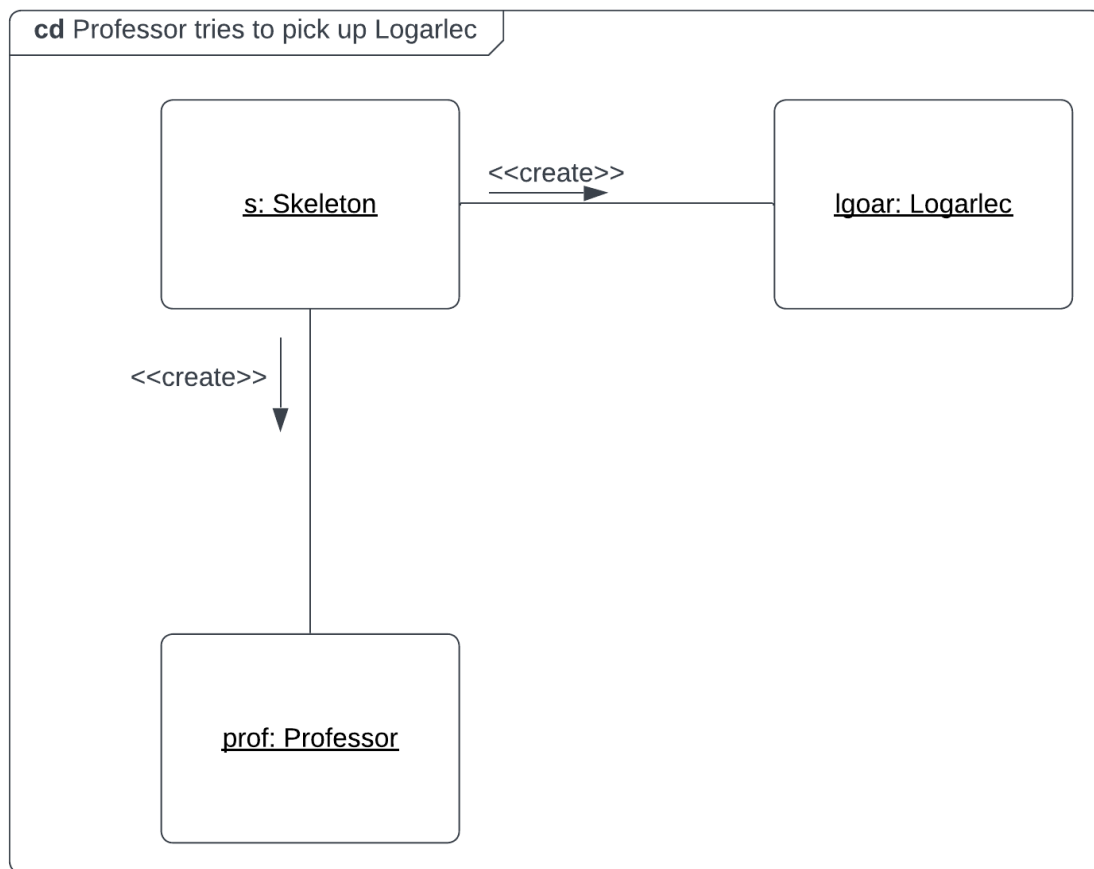 cd Professor tries to pick up Logarlec
<<create>>
s: Skeleton
lgoar: Logarlec
<<create>>
prof: Professor